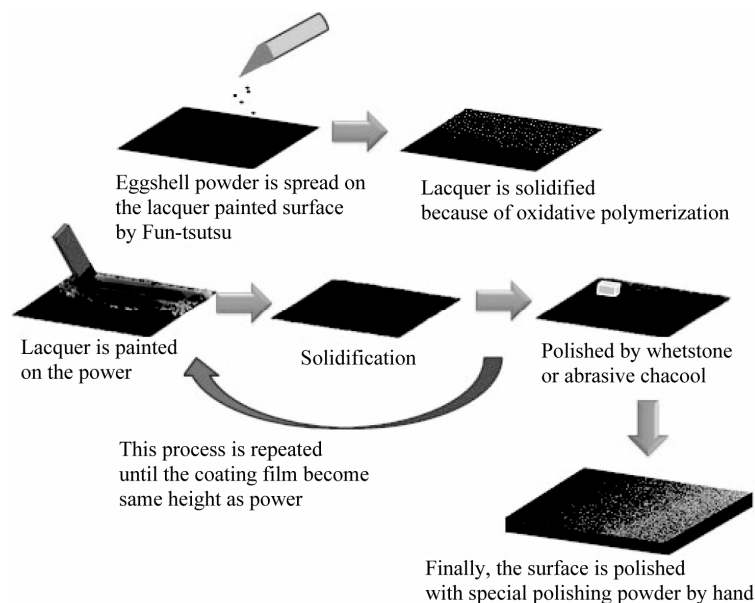 Eggshell powder is spread on
the lacquer painted surface
by Fun-tsutsu
Lacquer is solidified
because of oxidative polymerization
Lacquer is painted
on the power
Solidification
Polished by whetstone
or abrasive chacool
This process is repeated
until the coating film become
same height as power
Finally, the surface is polished
with special polishing powder by hand